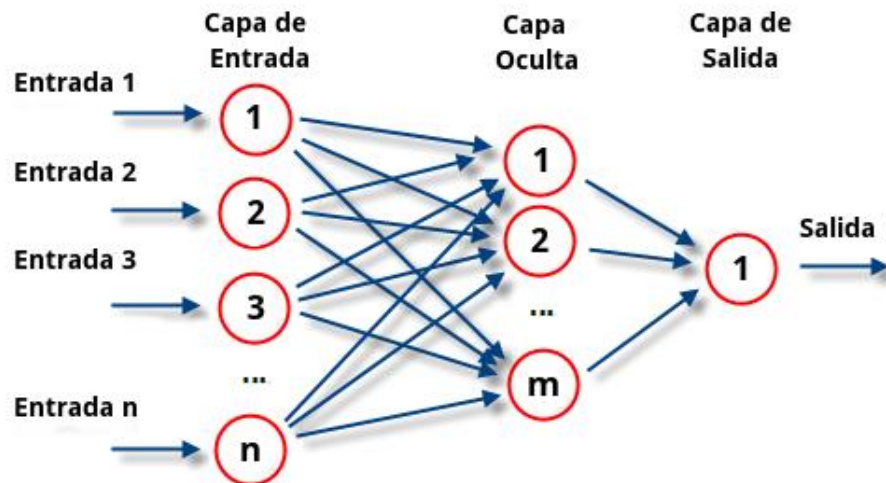 Capa de
Entrada
Capa
Oculta
Capa de
Salida
Entrada 1
1
Entrada 2
2
Entrada 3
3
...
Entrada n
n
1
2
...
m
1
Salida